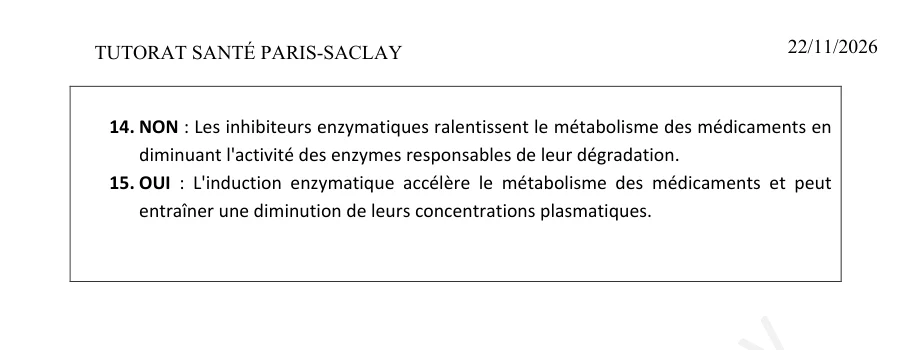 TUTORAT SANTÉ PARIS-SACLAY
22/11/2026
14. NON : Les inhibiteurs enzymatiques ralentissent le métabolisme des médicaments en
diminuant l'activité des enzymes responsables de leur dégradation.
15. OUI : L'induction enzymatique accélère le métabolisme des médicaments et peut
entraîner une diminution de leurs concentrations plasmatiques.